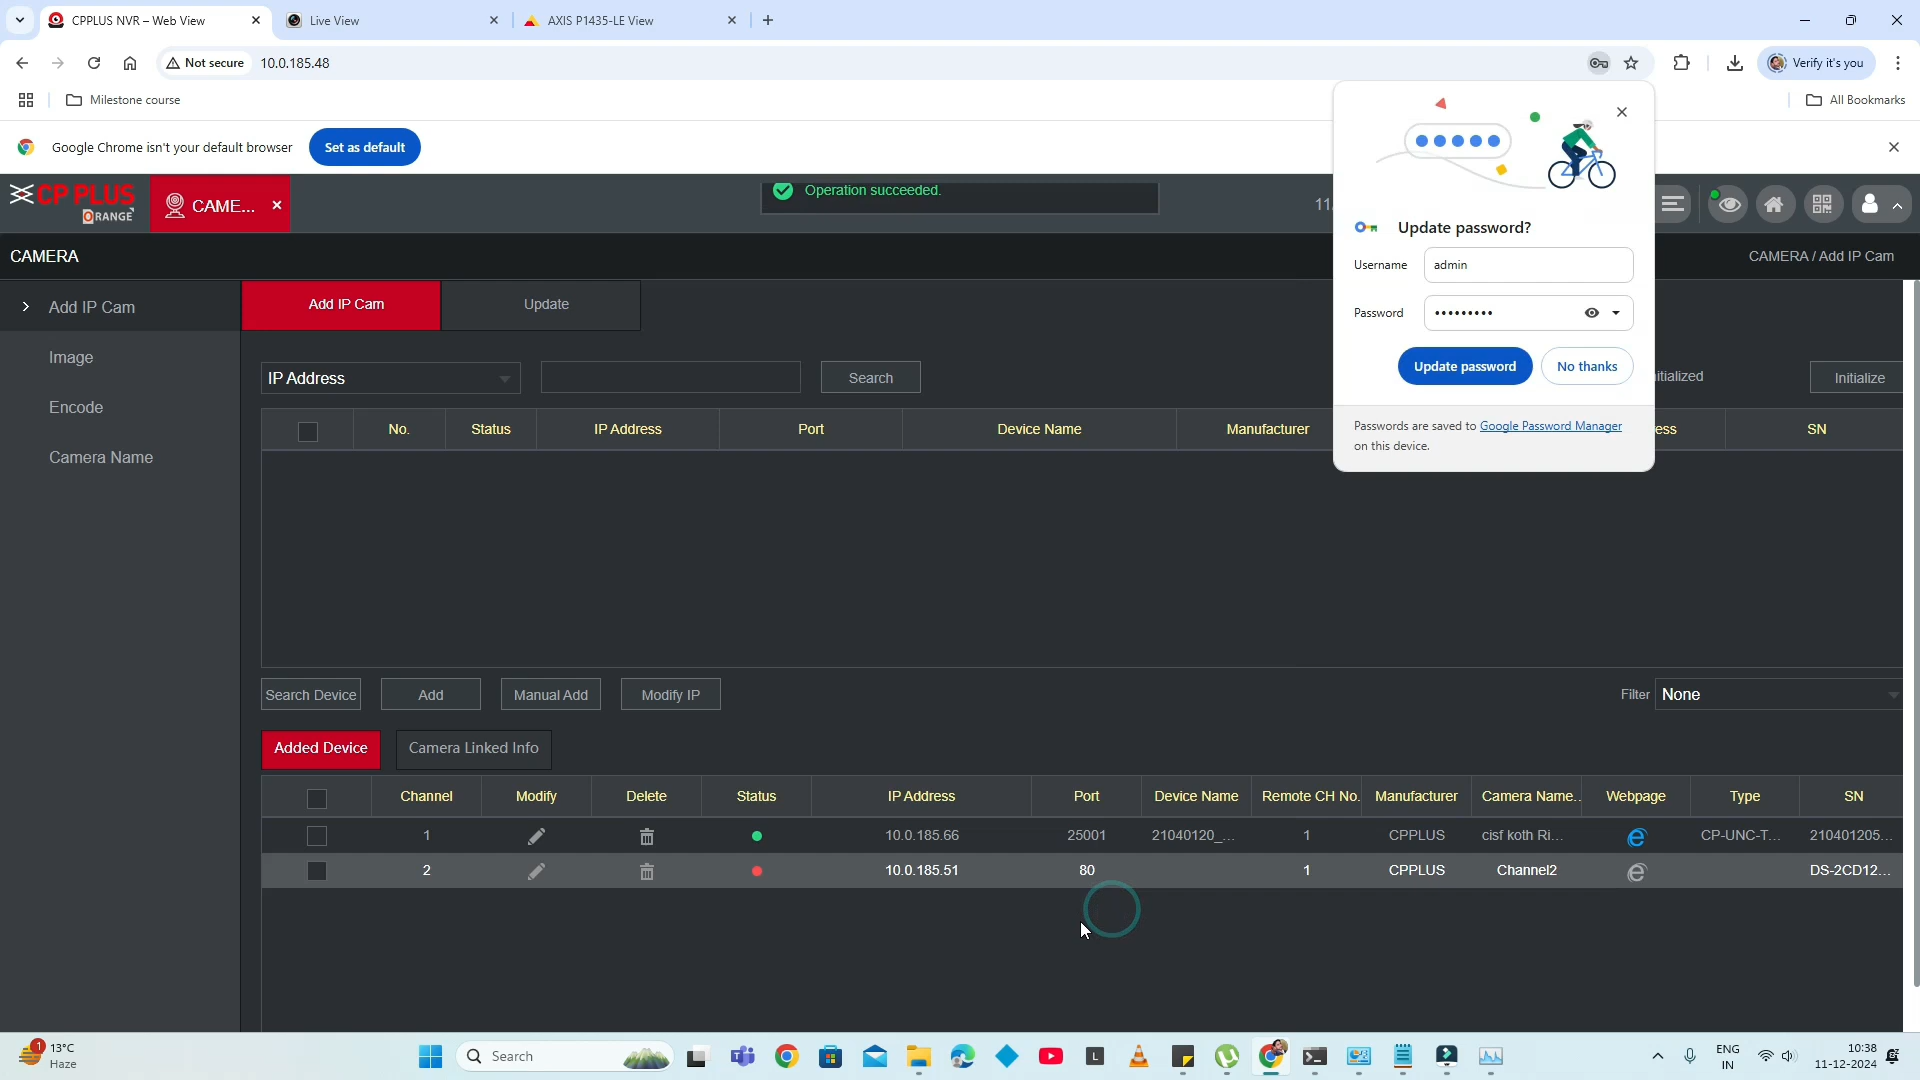 CPPLUS NVR – Web View
Live View
AXIS P1435-LE View
Not secure
10.0.185.48
Verify it's you
Milestone course
All Bookmarks
Google Chrome isn't your default browser
Set as default
CP PLUS
ORANGE
CAME...
Operation succeeded.
11
Update password?
Username
admin
Password
•••••••••
Update password
No thanks
Passwords are saved to Google Password Manager
on this device.
CAMERA
CAMERA / Add IP Cam
Add IP Cam
Image
Encode
Camera Name
Add IP Cam
Update
IP Address
Search
itialized
Initialize
No.
Status
IP Address
Port
Device Name
Manufacturer
ess
SN
Search Device
Add
Manual Add
Modify IP
Filter
None
Added Device
Camera Linked Info
Channel
Modify
Delete
Status
IP Address
Port
Device Name
Remote CH No.
Manufacturer
Camera Name..
Webpage
Type
SN
1
10.0.185.66
25001
21040120_...
1
CPPLUS
cisf koth Ri...
CP-UNC-T...
210401205...
2
10.0.185.51
80
1
CPPLUS
Channel2
DS-2CD12...
1
13°C
Haze
Search
L
ENG
IN
10:38
11-12-2024